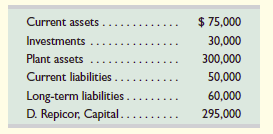 Current assets . . . . . . . . . . . . . $ 75,000
Investments . . . . . . . . . . . . . . . 30,000
Plant assets . . . . . . . . . . . . . . . 300,000
Current liabilities . . . . . . . . . . . 50,000
Long-term liabilities . . . . . . . . . 60,000
D. Repicor, Capital . . . . . . . . . . 295,000